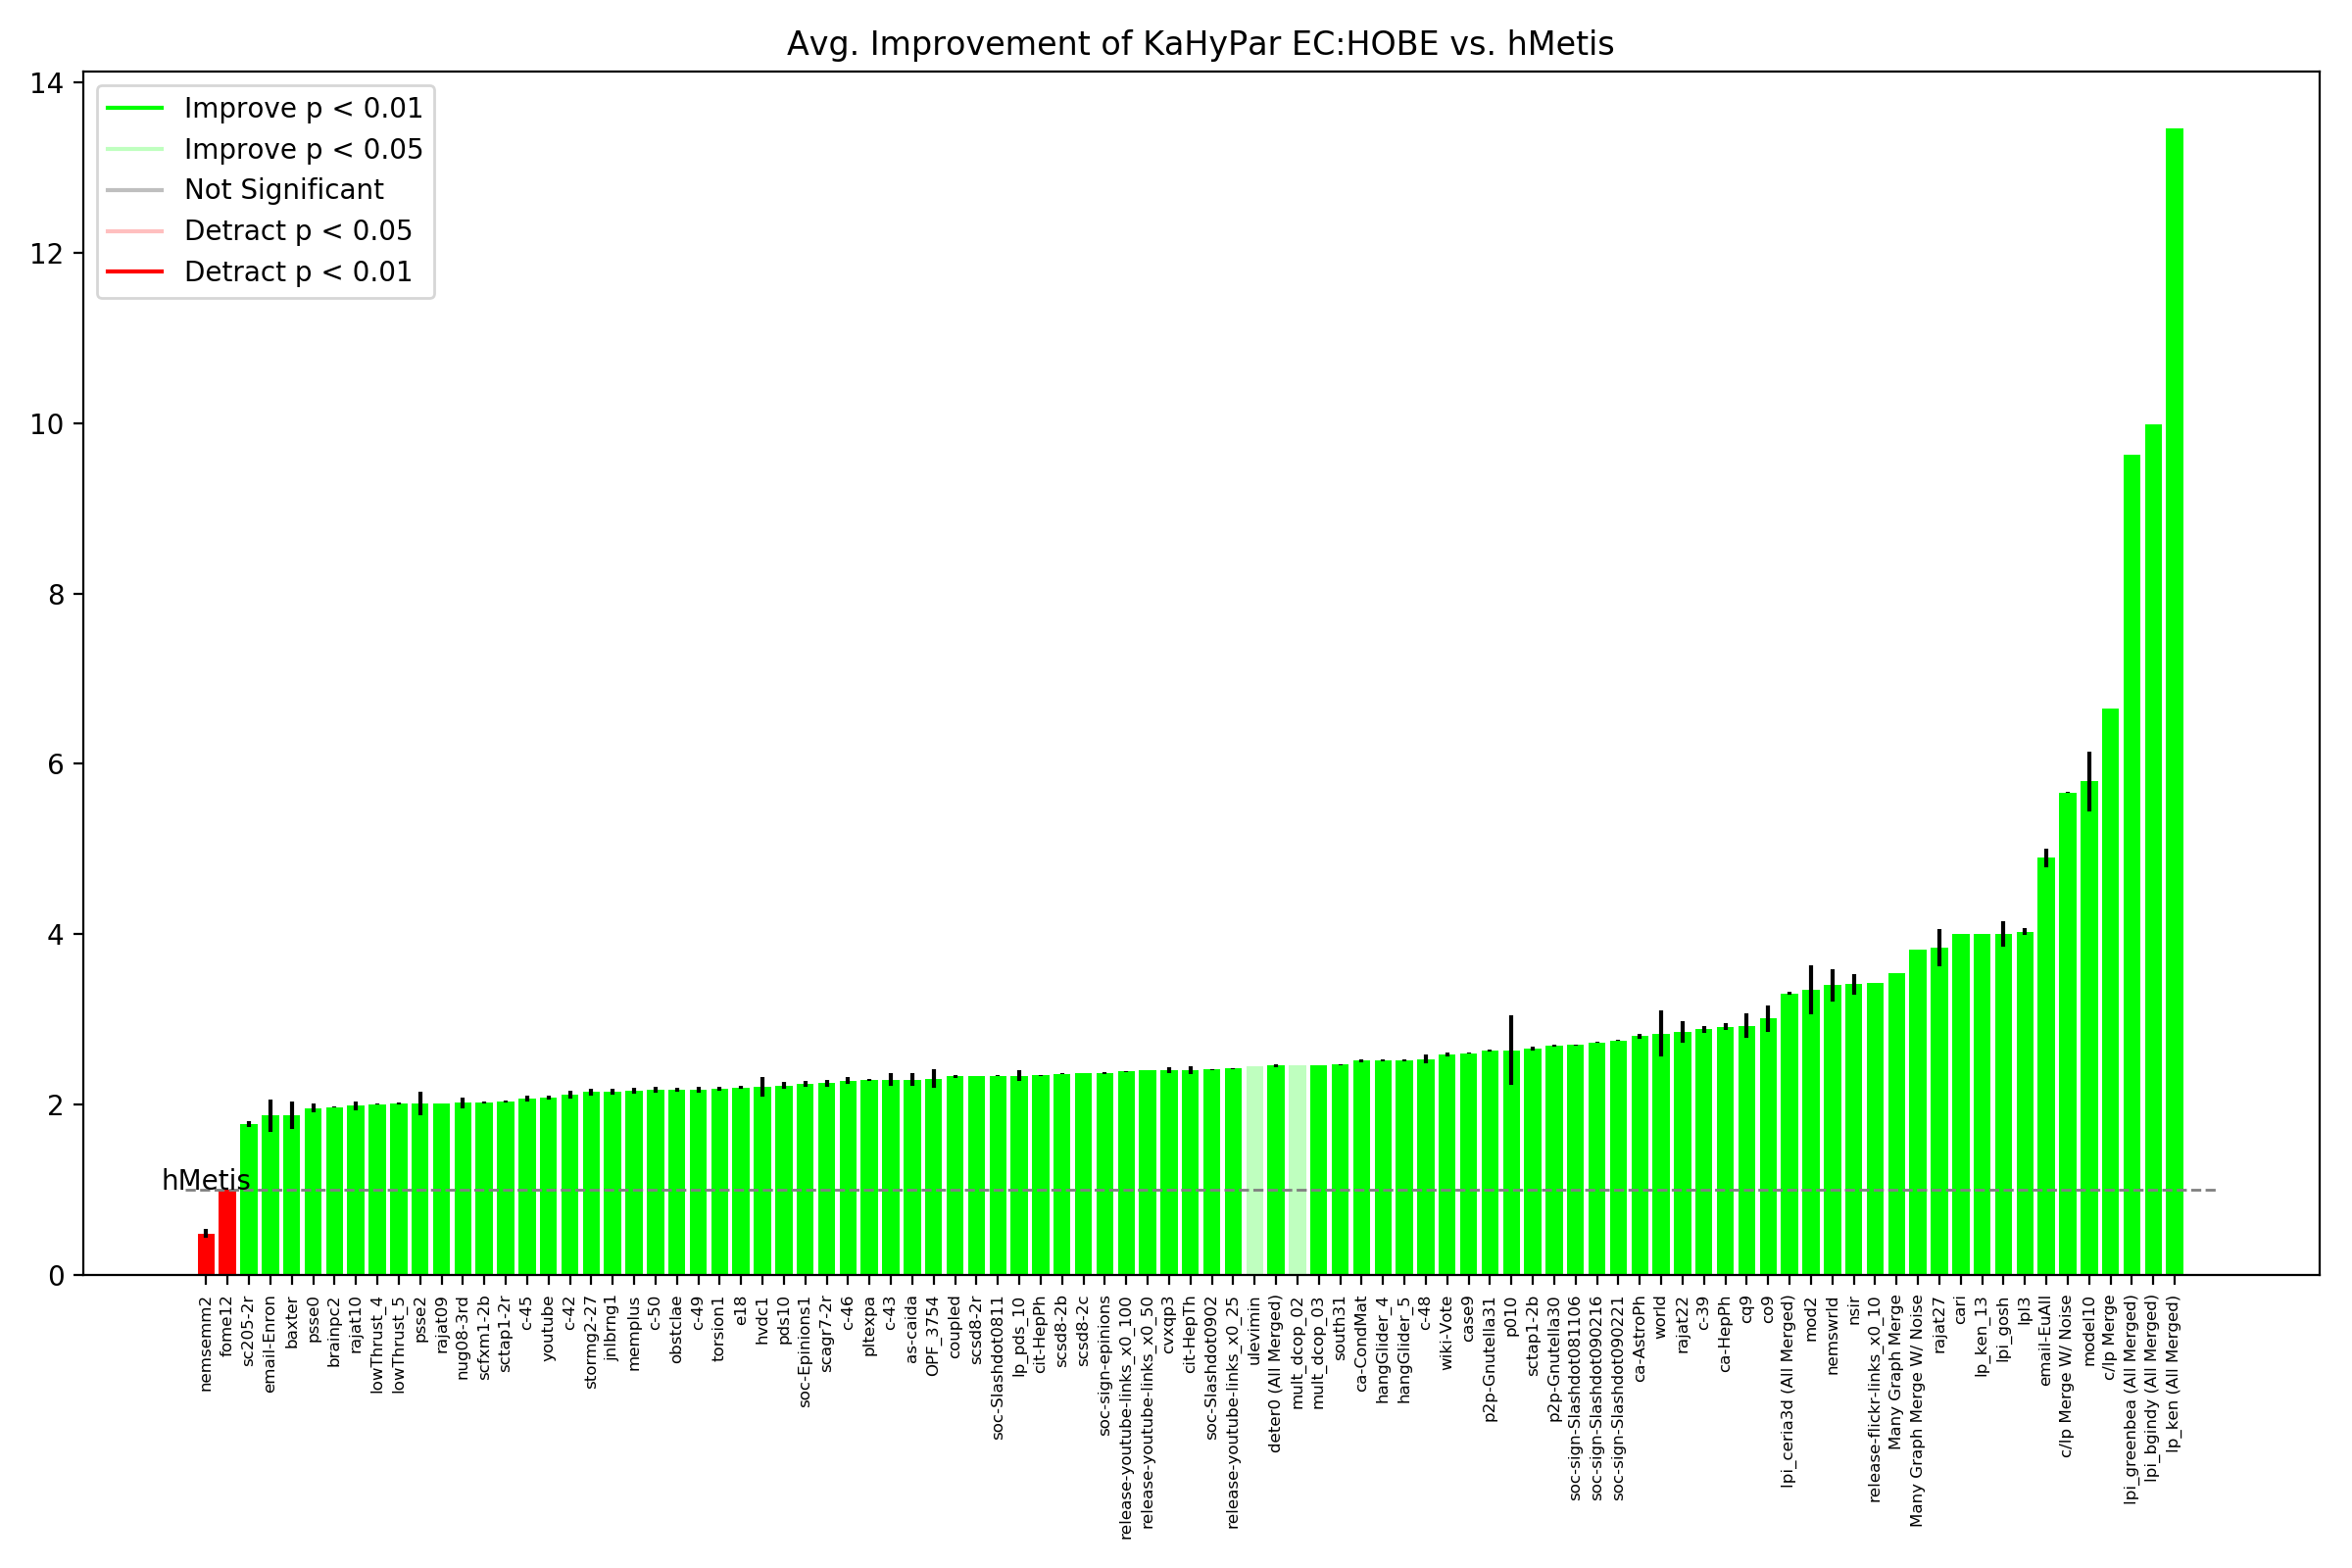 Avg. Improvement of KaHyPar EC:HOBE vs. hMetis
14
12
10
8
6
4
2
0
Improve p < 0.01
Improve p < 0.05
Not Significant
Detract p < 0.05
Detract p < 0.01
hMetis
nemsemm2
fome12
sc205-2r
email-Enron
baxter
psse0
brainpc2
rajat10
lowThrust_4
lowThrust_5
psse2
rajat09
nug08-3rd
scfxm1-2b
sctap1-2r
c-45
youtube
c-42
stormg2-27
jnlbrng1
memplus
c-50
obstclae
c-49
torsion1
e18
hvdc1
pds10
soc-Epinions1
scagr7-2r
c-46
pltexpa
c-43
as-caida
OPF_3754
coupled
scsd8-2r
soc-Slashdot0811
lp_pds_10
cit-HepPh
scsd8-2b
scsd8-2c
soc-sign-epinions
release-youtube-links_x0_100
release-youtube-links_x0_50
cvxqp3
cit-HepTh
soc-Slashdot0902
release-youtube-links_x0_25
ulevimin
deter0 (All Merged)
mult_dcop_02
mult_dcop_03
south31
ca-CondMat
hangGlider_4
hangGlider_5
c-48
wiki-Vote
case9
p2p-Gnutella31
p010
sctap1-2b
p2p-Gnutella30
soc-sign-Slashdot081106
soc-sign-Slashdot090216
soc-sign-Slashdot090221
ca-AstroPh
world
rajat22
c-39
ca-HepPh
cq9
co9
lpi_ceria3d (All Merged)
mod2
nemswrld
nsir
release-flickr-links_x0_10
Many Graph Merge
Many Graph Merge W/ Noise
rajat27
cari
lp_ken_13
lpi_gosh
lpl3
email-EuAll
c/lp Merge W/ Noise
model10
c/lp Merge
lpi_greenbea (All Merged)
lpi_bgindy (All Merged)
lp_ken (All Merged)